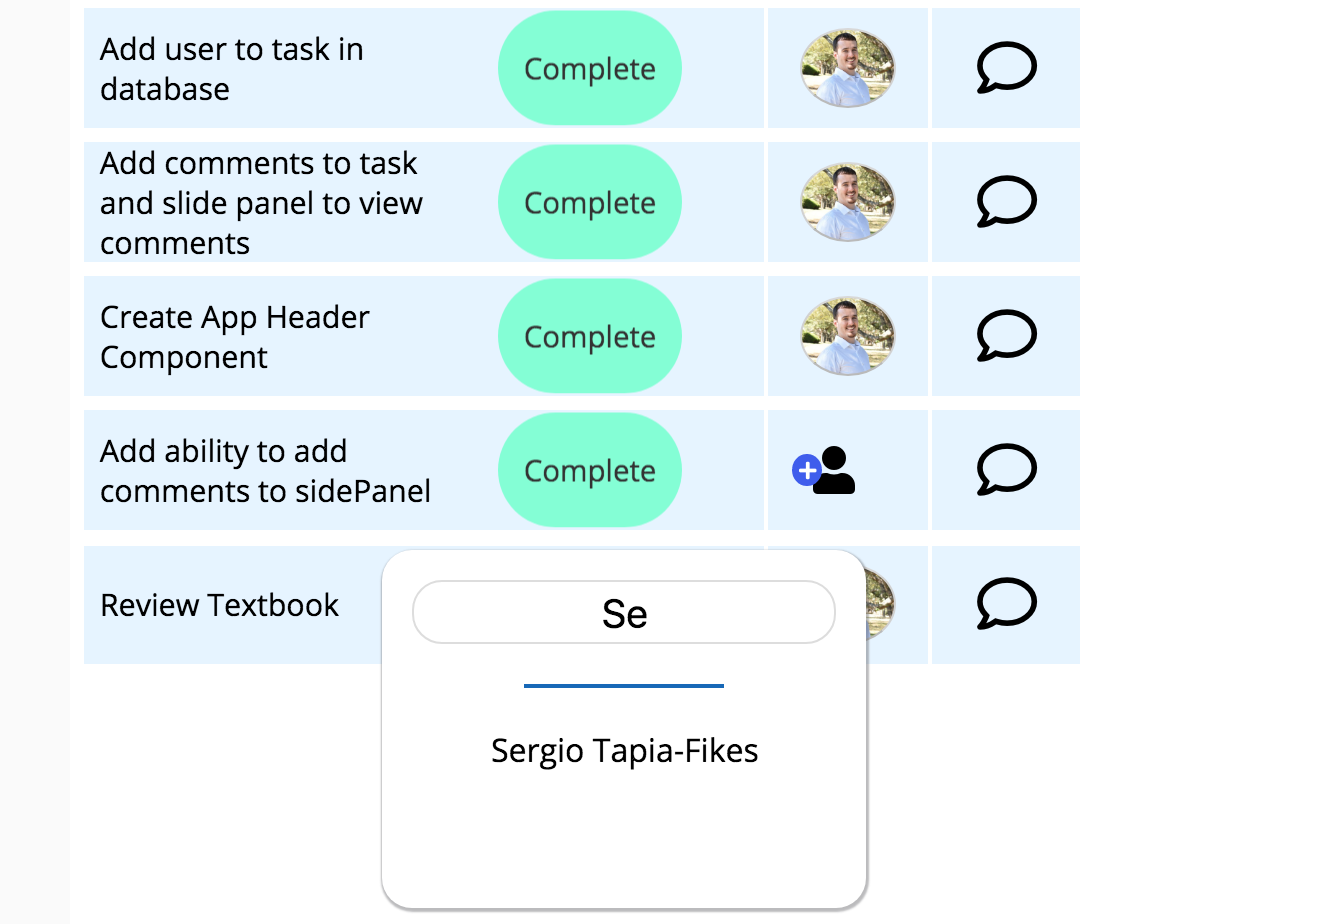 Add user to task in
database
Complete
Add comments to task
and slide panel to view
comments
Complete
Create App Header
Component
Complete
Add ability to add
comments to sidePanel
Complete
Review Textbook
Se
Sergio Tapia-Fikes